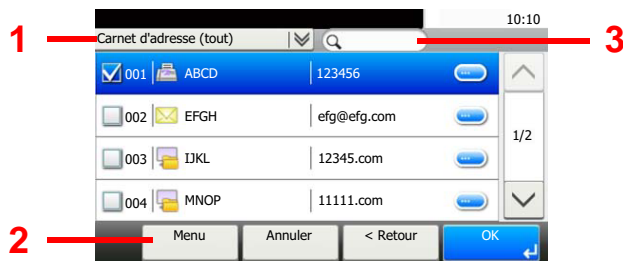 10:10
1 Carnet d'adresse (tout) 3
001 ABCD 123456
002 EFGH efg@efg.com
1/2
003 IJKL 12345.com
004 MNOP 11111.com
2 Menu Annuler < Retour OK